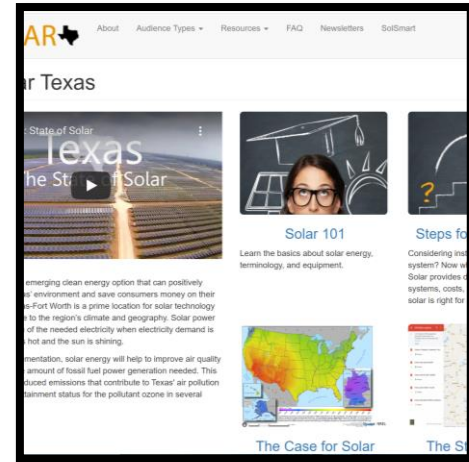 AR
About Audience Types Resources FAQ Newsletters SolSmart
ar Texas
State of Solar
Texas
The State of Solar
emerging clean energy option that can positively
as' environment and save consumers money on their
as-Fort Worth is a prime location for solar technology
e to the region's climate and geography. Solar power
of the needed electricity when electricity demand is
s hot and the sun is shining.
mentation, solar energy will help to improve air quality
amount of fossil fuel power generation needed. This
duced emissions that contribute to Texas' air pollution
tainment status for the pollutant ozone in several
Solar 101
Learn the basics about solar energy,
terminology, and equipment.
The Case for Solar
?
Steps fo
Considering inst
system? Now w
Solar provides d
systems, costs,
solar is right for
The St